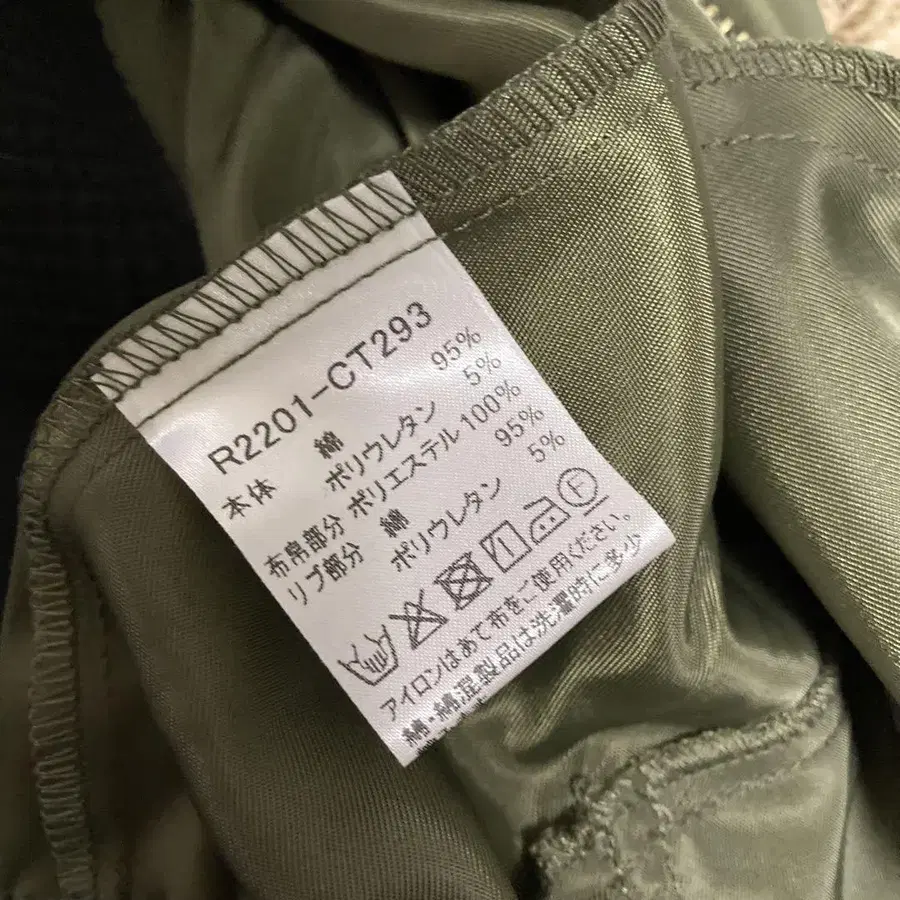 R2201-CT293
本体 綿 95%
ポリウレタン 5%
布帛部分 ポリエステル 100%
リブ部分 綿 95%
ポリウレタン 5%
F
アイロンはあて布をご使用ください。
綿・綿混製品は洗濯時に多少